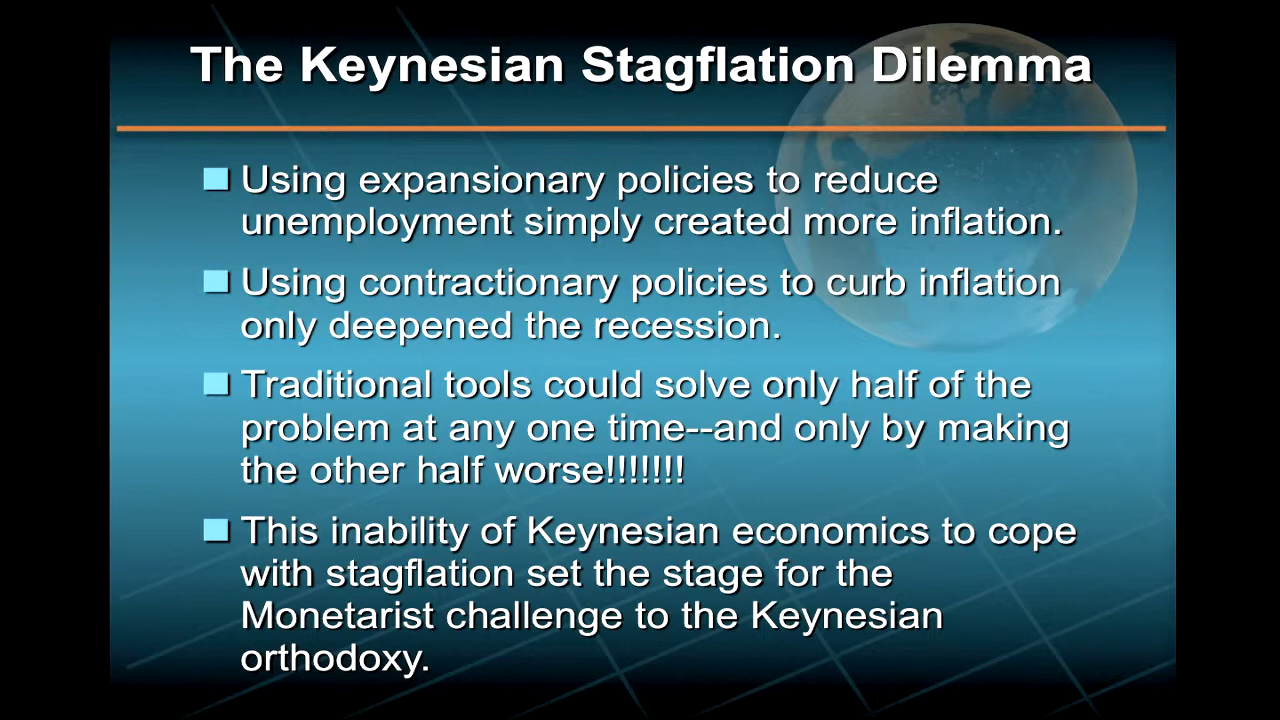 The Keynesian Stagflation Dilemma
Using expansionary policies to reduce
unemployment simply created more inflation.
Using contractionary policies to curb inflation
only deepened the recession.
Traditional tools could solve only half of the
problem at any one time--and only by making
the other half worse!!!!!!!
This inability of Keynesian economics to cope
with stagflation set the stage for the
Monetarist challenge to the Keynesian
orthodoxy.